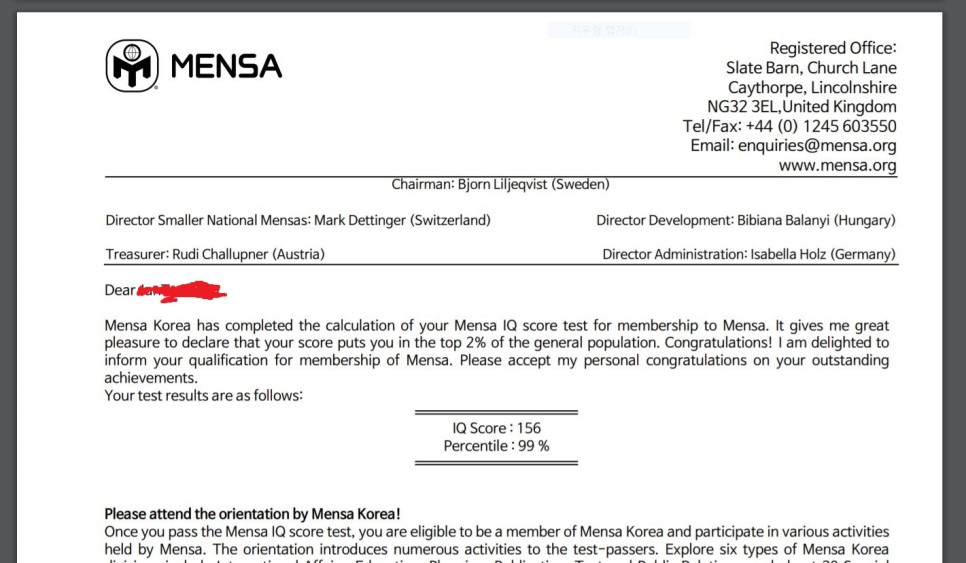 MENSA
Registered Office:
Slate Barn, Church Lane
Caythorpe, Lincolnshire
NG32 3EL,United Kingdom
Tel/Fax: +44 (0) 1245 603550
Email: enquiries@mensa.org
www.mensa.org
Chairman: Bjorn Liljeqvist (Sweden)
Director Smaller National Mensas: Mark Dettinger (Switzerland)
Director Development: Bibiana Balanyi (Hungary)
Treasurer: Rudi Challupner (Austria)
Director Administration: Isabella Holz (Germany)
Dear
Mensa Korea has completed the calculation of your Mensa IQ score test for membership to Mensa. It gives me great
pleasure to declare that your score puts you in the top 2% of the general population. Congratulations! I am delighted to
inform your qualification for membership of Mensa. Please accept my personal congratulations on your outstanding
achievements.
Your test results are as follows:
IQ Score : 156
Percentile : 99 %
Please attend the orientation by Mensa Korea!
Once you pass the Mensa IQ score test, you are eligible to be a member of Mensa Korea and participate in various activities
held by Mensa. The orientation introduces numerous activities to the test-passers. Explore six types of Mensa Korea